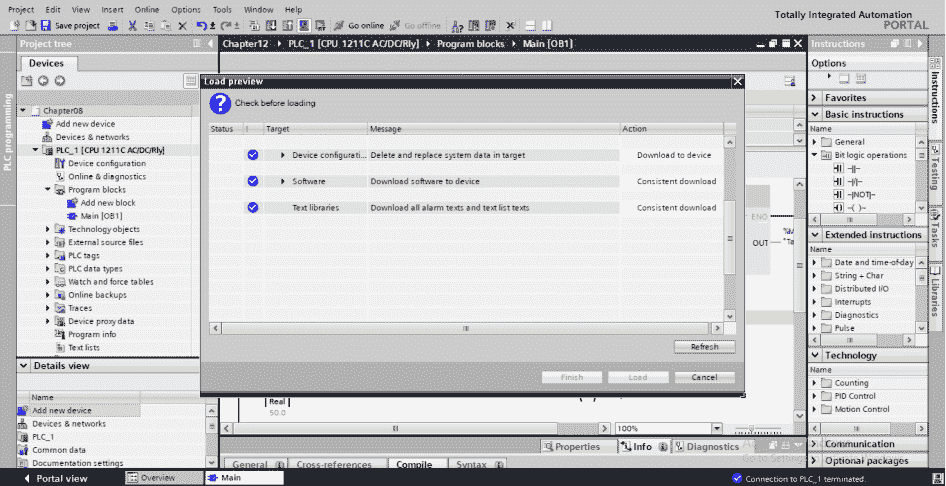 Project Edit View Insert Online Options Tools Window Help
Totally Integrated Automation
PORTAL
Save project
Go online
Go offline
Project tree
Chapter12 PLC_1 [CPU 1211C AC/DC/Rly] Program blocks Main [OB1]
Instructions
Devices
Options
PLC programming
Chapter08
Add new device
Devices & networks
PLC_1 [CPU 1211C AC/DC/Rly]
Device configuration
Online & diagnostics
Program blocks
Add new block
Main [OB1]
Technology objects
External source files
PLC tags
PLC data types
Watch and force tables
Online backups
Traces
Device proxy data
Program info
Text lists
Load preview
Check before loading
Status ! Target Message Action
Device configurati... Delete and replace system data in target Download to device
Software Download software to device Consistent download
Text libraries Download all alarm texts and text list texts Consistent download
Refresh
Finish Load Cancel
ENO
OUT
Real
50.0
100%
Favorites
Basic instructions
Name
General
Bit logic operations
-||-
-|/|-
-|NOT|-
-( )-
Extended instructions
Name
Date and time-of-day
String + Char
Distributed I/O
Interrupts
Diagnostics
Pulse
Technology
Name
Counting
PID Control
Motion Control
Communication
Optional packages
Instructions
Testing
Tasks
Libraries
Details view
Name
Add new device
Devices & networks
PLC_1
Common data
Documentation settings
Properties Info Diagnostics
General Cross-references Compile Syntax
Portal view Overview Main
Connection to PLC_1 terminated.